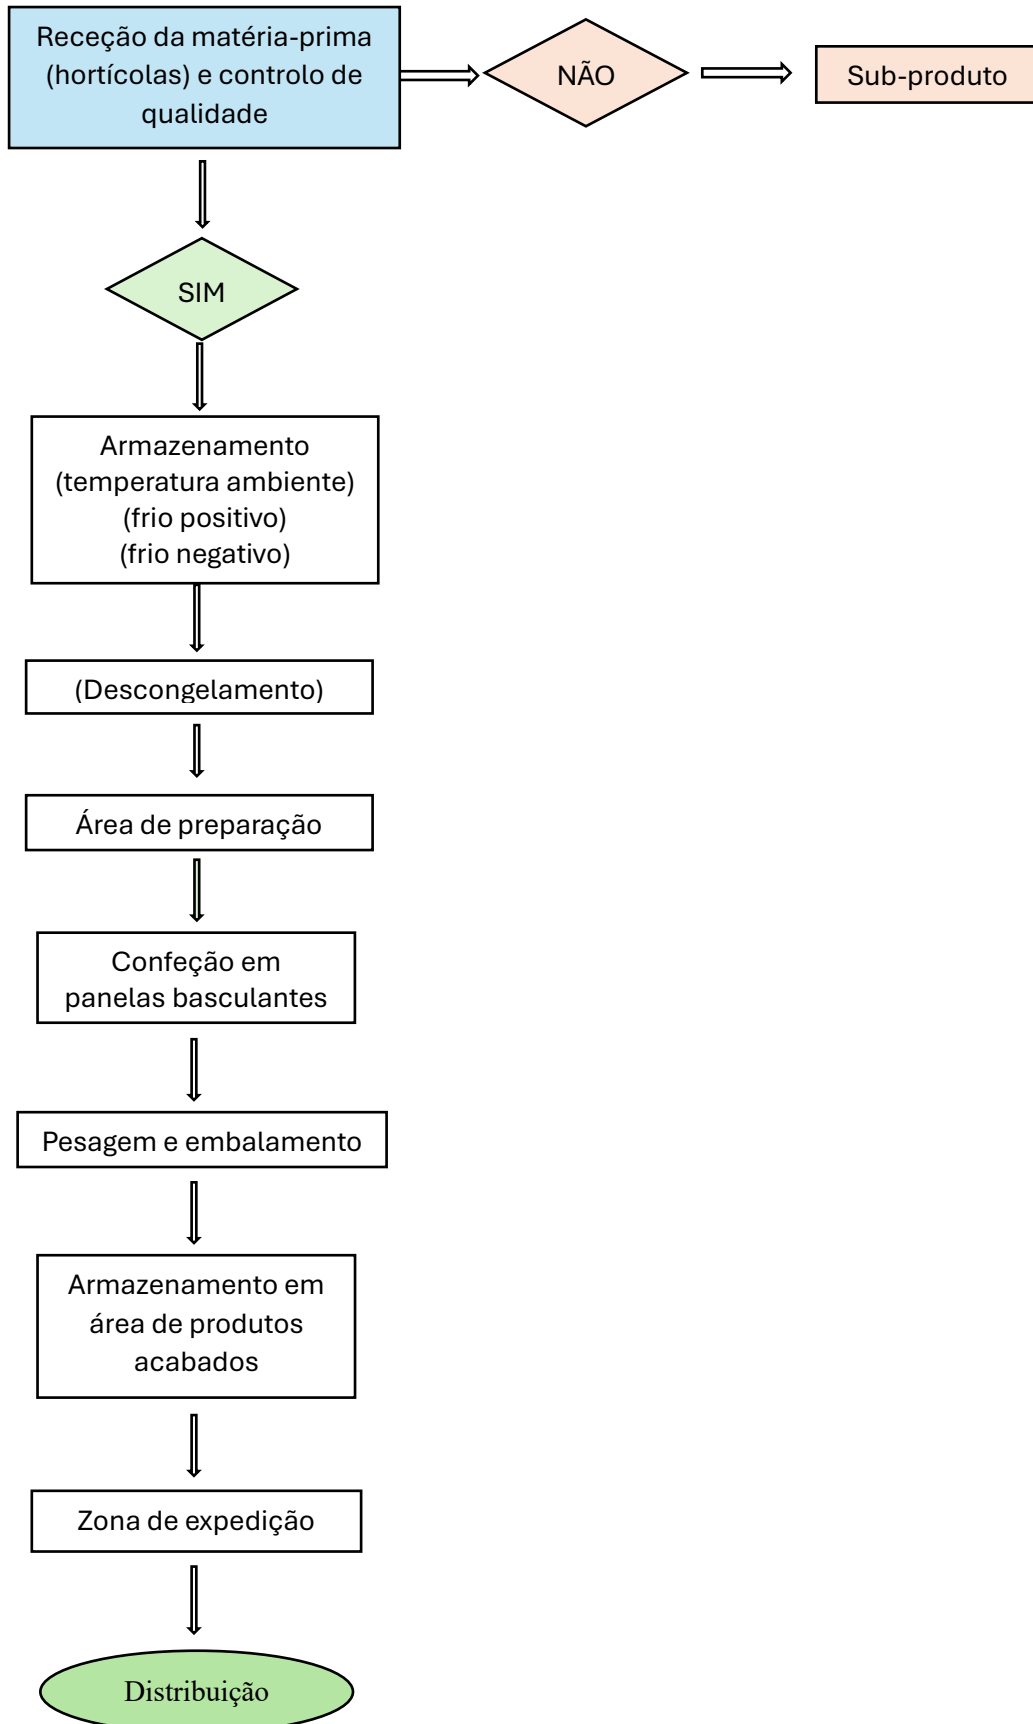 Receção da matéria-prima
(hortícolas) e controlo de
qualidade
NÃO
Sub-produto
SIM
Armazenamento
(temperatura ambiente)
(frio positivo)
(frio negativo)
(Descongelamento)
Área de preparação
Confeção em
panelas basculantes
Pesagem e embalamento
Armazenamento em
área de produtos
acabados
Zona de expedição
Distribuição